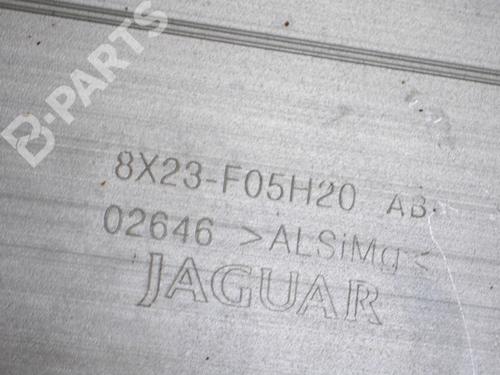 B-PARTS
8X23-F05H20 AB
02646 >ALSiMg<
JAGUAR